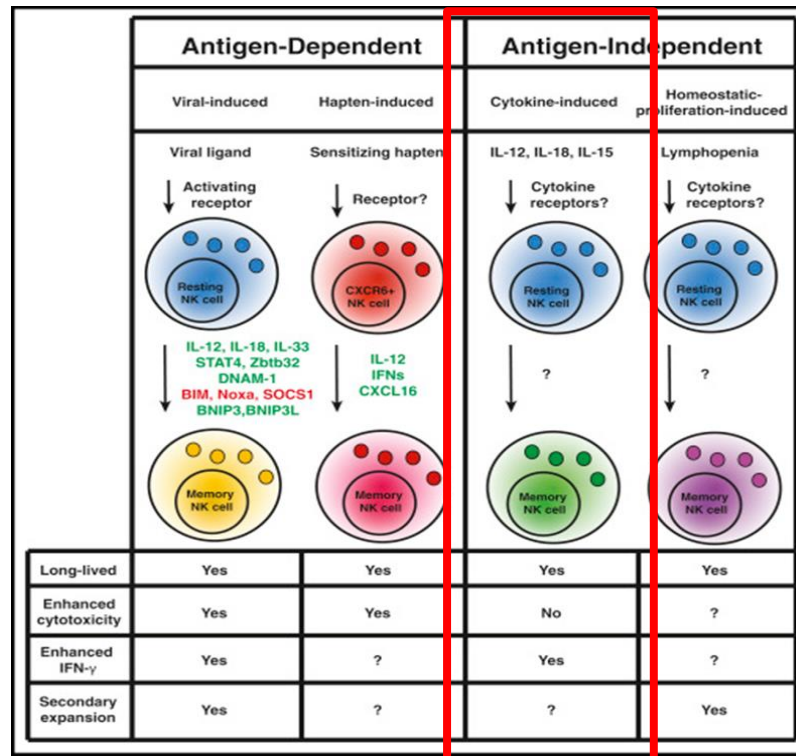 Antigen-Dependent Antigen-Independent
Viral-induced Hapten-induced Cytokine-induced Homeostatic-
proliferation-induced
Viral ligand Sensitizing hapten IL-12, IL-18, IL-15 Lymphopenia
Activating
receptor
Receptor?
Cytokine
receptors?
Cytokine
receptors?
Resting
NK cell
CXCR6+
NK cell
Resting
NK cell
Resting
NK cell
IL-12, IL-18, IL-33
STAT4, Zbtb32
DNAM-1
BIM, Noxa, SOCS1
BNIP3,BNIP3L
IL-12
IFNs
CXCL16
?
?
Memory
NK cell
Memory
NK cell
Memory
NK cell
Memory
NK cell
Long-lived Yes Yes Yes Yes
Enhanced
cytotoxicity Yes Yes No ?
Enhanced
IFN-γ Yes ? Yes ?
Secondary
expansion Yes ? ? Yes